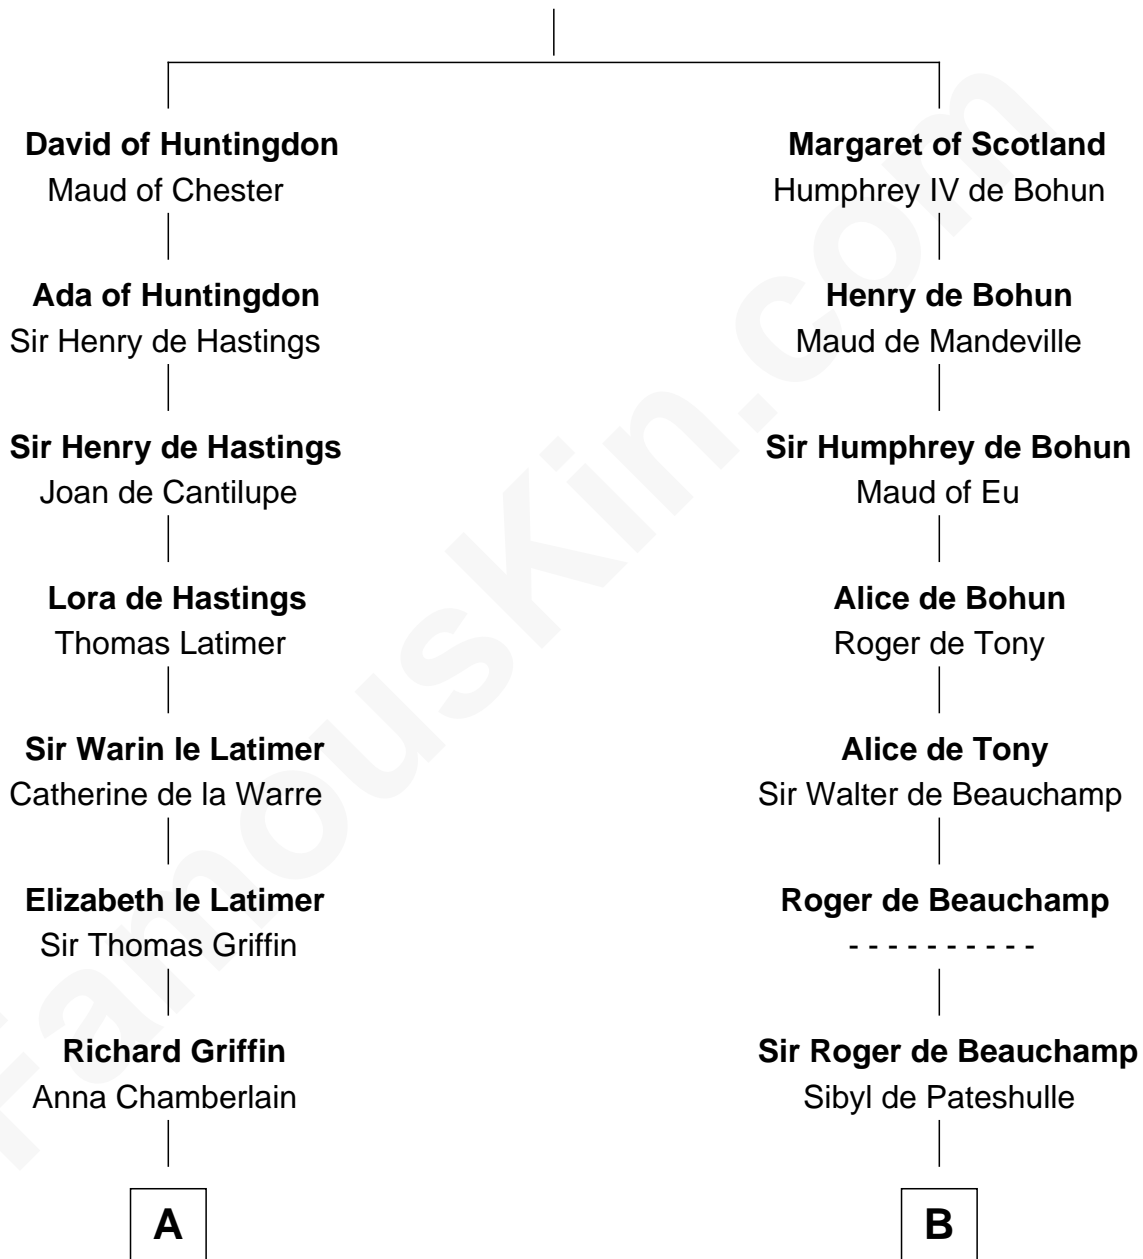 David of Huntingdon
Maud of Chester
Ada of Huntingdon
Sir Henry de Hastings
Sir Henry de Hastings
Joan de Cantilupe
Lora de Hastings
Thomas Latimer
Sir Warin le Latimer
Catherine de la Warre
Elizabeth le Latimer
Sir Thomas Griffin
Richard Griffin
Anna Chamberlain
A
Margaret of Scotland
Humphrey IV de Bohun
Henry de Bohun
Maud de Mandeville
Sir Humphrey de Bohun
Maud of Eu
Alice de Bohun
Roger de Tony
Alice de Tony
Sir Walter de Beauchamp
Roger de Beauchamp
- - - - - - - - - -
Sir Roger de Beauchamp
Sibyl de Pateshulle
B
FamousKin.com